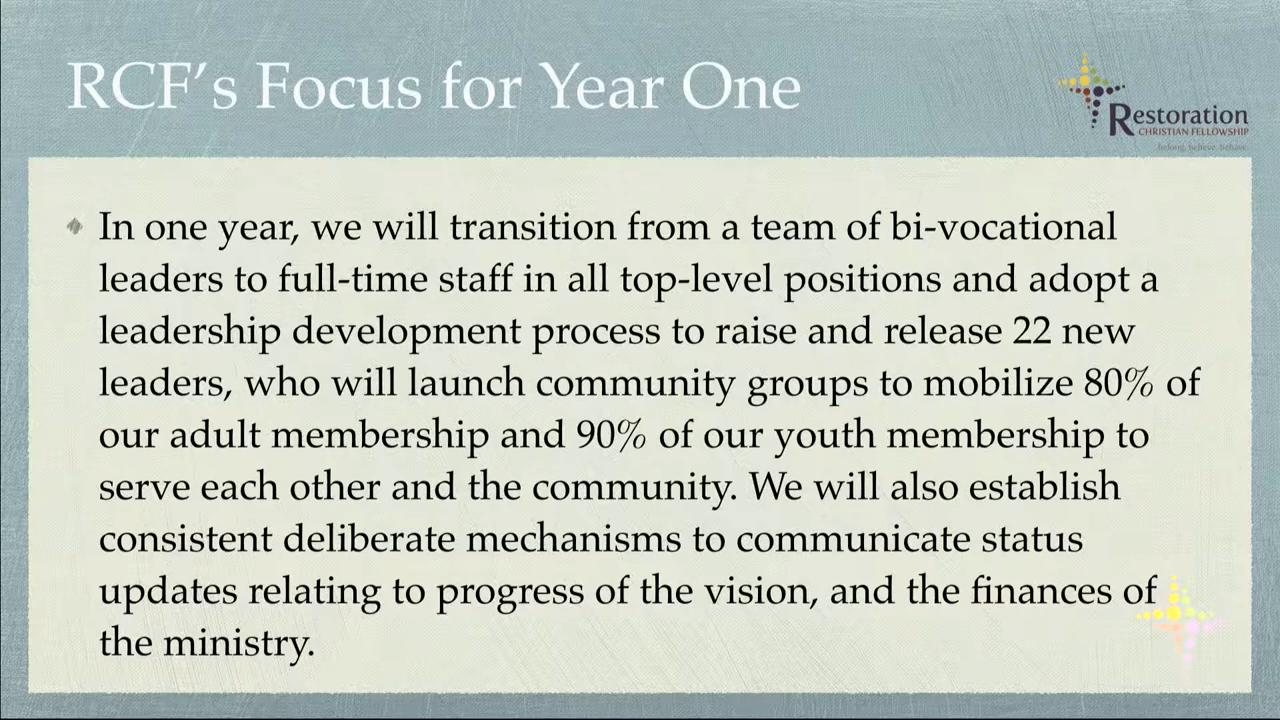 RCF’s Focus for Year One
Restoration
CHRISTIAN FELLOWSHIP
belong. believe. behave.
In one year, we will transition from a team of bi-vocational
leaders to full-time staff in all top-level positions and adopt a
leadership development process to raise and release 22 new
leaders, who will launch community groups to mobilize 80% of
our adult membership and 90% of our youth membership to
serve each other and the community. We will also establish
consistent deliberate mechanisms to communicate status
updates relating to progress of the vision, and the finances of
the ministry.